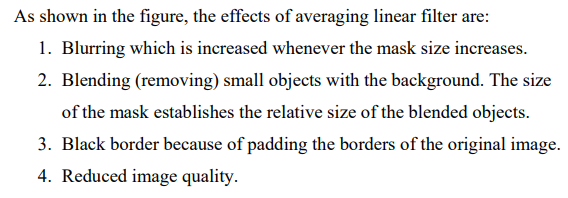 As shown in the figure, the effects of averaging linear filter are:
1. Blurring which is increased whenever the mask size increases.
2. Blending (removing) small objects with the background. The size
of the mask establishes the relative size of the blended objects.
3. Black border because of padding the borders of the original image.
4. Reduced image quality.